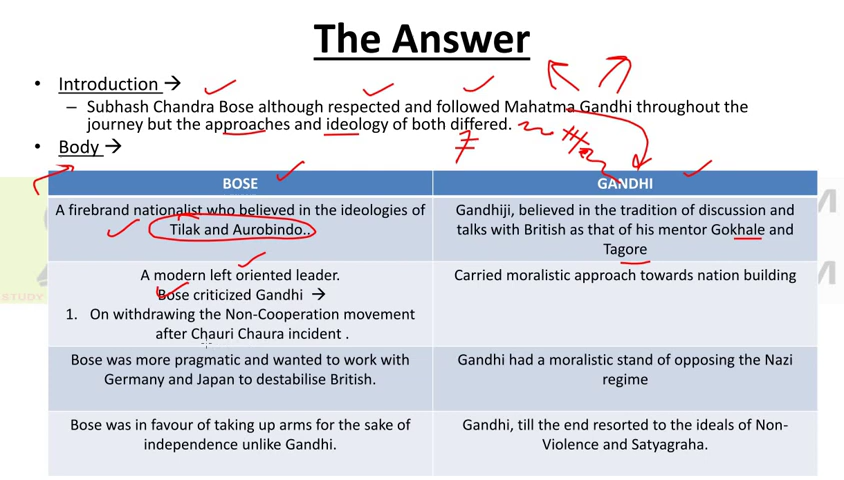 The Answer
• Introduction →
– Subhash Chandra Bose although respected and followed Mahatma Gandhi throughout the
journey but the approaches and ideology of both differed.
• Body →
BOSE
GANDHI
A firebrand nationalist who believed in the ideologies of
Tilak and Aurobindo..
Gandhiji, believed in the tradition of discussion and
talks with British as that of his mentor Gokhale and
Tagore
A modern left oriented leader.
Bose criticized Gandhi →
1. On withdrawing the Non-Cooperation movement
after Chauri Chaura incident .
Carried moralistic approach towards nation building
Bose was more pragmatic and wanted to work with
Germany and Japan to destabilise British.
Gandhi had a moralistic stand of opposing the Nazi
regime
Bose was in favour of taking up arms for the sake of
independence unlike Gandhi.
Gandhi, till the end resorted to the ideals of Non-
Violence and Satyagraha.
STUDY